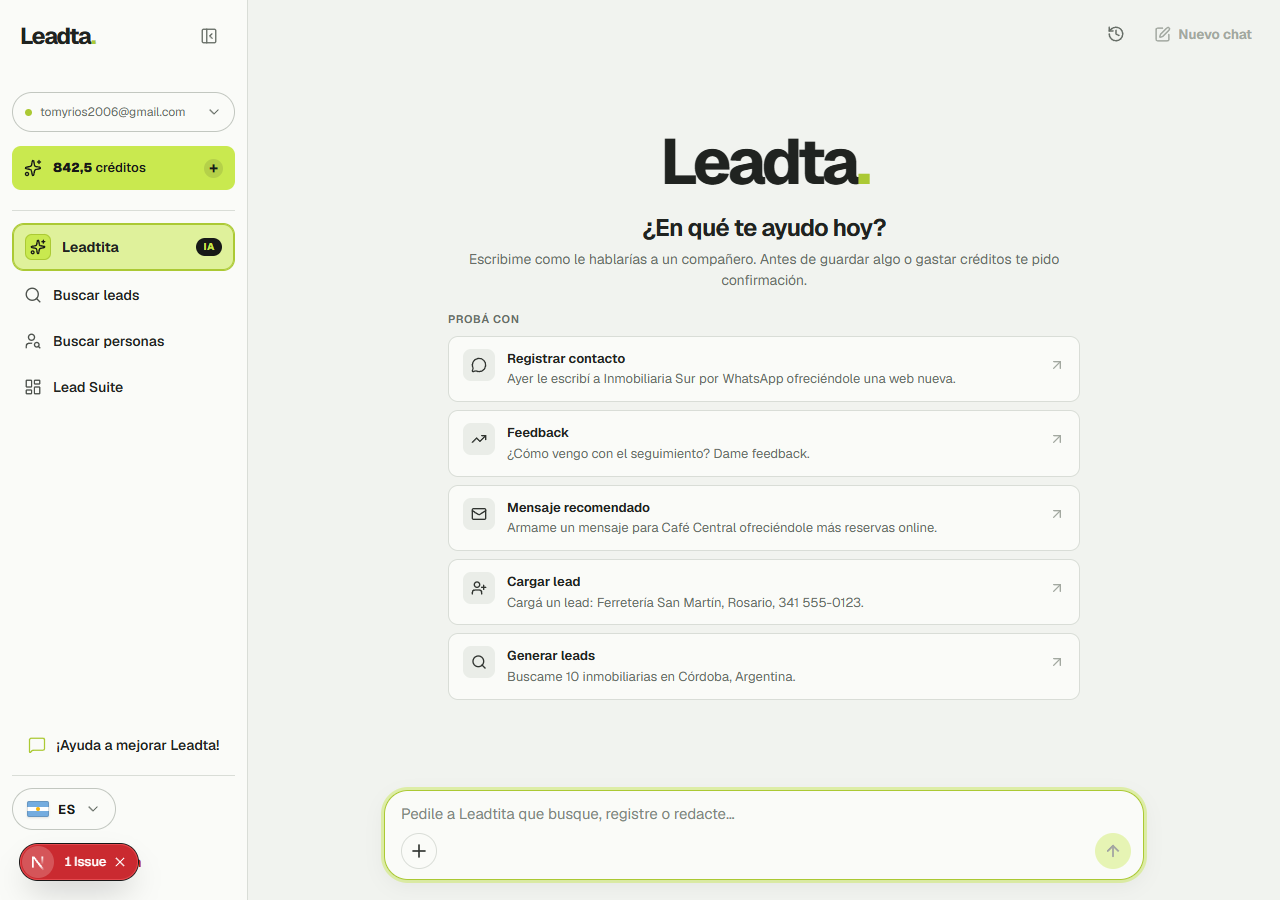 Leadta.
Nuevo chat
tomyrios2006@gmail.com
842,5 créditos
Leadtita IA
Buscar leads
Buscar personas
Lead Suite
Leadta.
¿En qué te ayudo hoy?
Escribime como le hablarías a un compañero. Antes de guardar algo o gastar créditos te pido
confirmación.
PROBÁ CON
Registrar contacto
Ayer le escribí a Inmobiliaria Sur por WhatsApp ofreciéndole una web nueva.
Feedback
¿Cómo vengo con el seguimiento? Dame feedback.
Mensaje recomendado
Armame un mensaje para Café Central ofreciéndole más reservas online.
Cargar lead
Cargá un lead: Ferretería San Martín, Rosario, 341 555-0123.
Generar leads
Buscame 10 inmobiliarias en Córdoba, Argentina.
¡Ayuda a mejorar Leadta!
ES
N 1 Issue
Pedile a Leadtita que busque, registre o redacte…